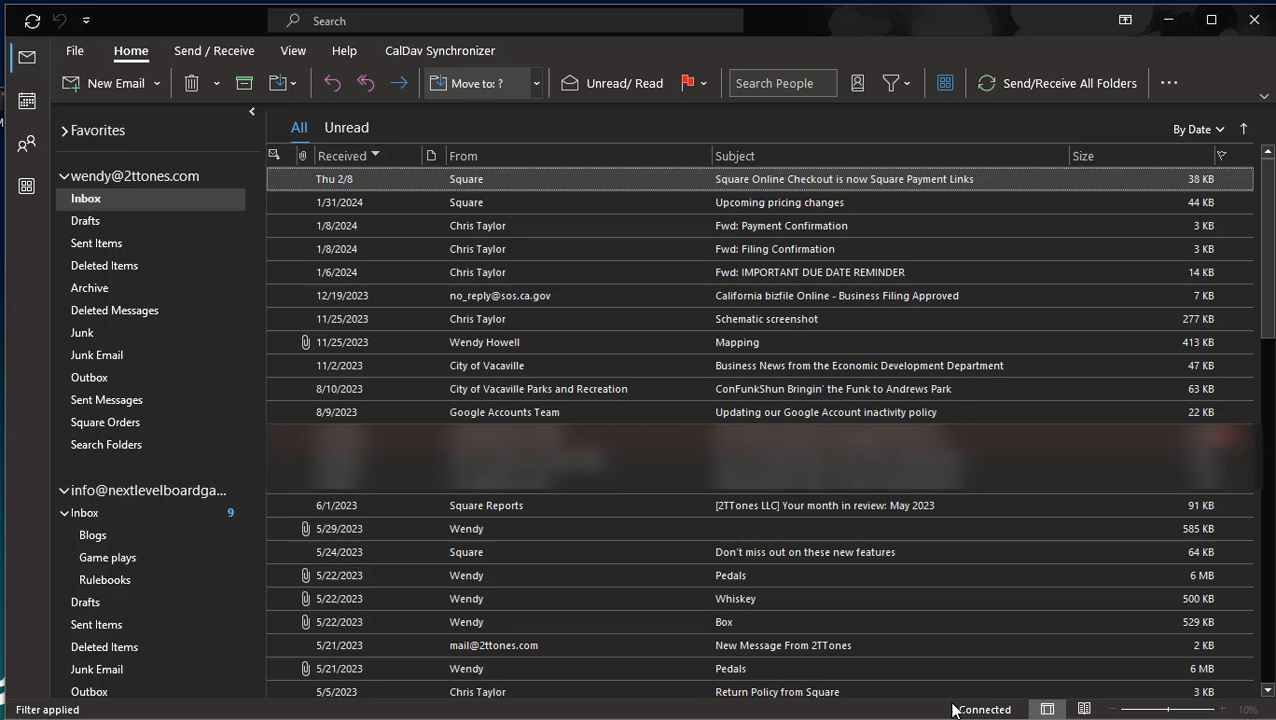 Search
File Home Send / Receive View Help CalDav Synchronizer
New Email Move to: ? Unread/ Read Search People Send/Receive All Folders
Favorites
wendy@2ttones.com
Inbox
Drafts
Sent Items
Deleted Items
Archive
Deleted Messages
Junk
Junk Email
Outbox
Sent Messages
Square Orders
Search Folders
info@nextlevelboardga...
Inbox 9
Blogs
Game plays
Rulebooks
Drafts
Sent Items
Deleted Items
Junk Email
Outbox
All Unread By Date
Received From Subject Size
Thu 2/8 Square Square Online Checkout is now Square Payment Links 38 KB
1/31/2024 Square Upcoming pricing changes 44 KB
1/8/2024 Chris Taylor Fwd: Payment Confirmation 3 KB
1/8/2024 Chris Taylor Fwd: Filing Confirmation 3 KB
1/6/2024 Chris Taylor Fwd: IMPORTANT DUE DATE REMINDER 14 KB
12/19/2023 no_reply@sos.ca.gov California bizfile Online - Business Filing Approved 7 KB
11/25/2023 Chris Taylor Schematic screenshot 277 KB
11/25/2023 Wendy Howell Mapping 413 KB
11/2/2023 City of Vacaville Business News from the Economic Development Department 47 KB
8/10/2023 City of Vacaville Parks and Recreation ConFunkShun Bringin` the Funk to Andrews Park 63 KB
8/9/2023 Google Accounts Team Updating our Google Account inactivity policy 22 KB
6/1/2023 Square Reports [2TTones LLC] Your month in review: May 2023 91 KB
5/29/2023 Wendy 585 KB
5/24/2023 Square Don't miss out on these new features 64 KB
5/22/2023 Wendy Pedals 6 MB
5/22/2023 Wendy Whiskey 500 KB
5/22/2023 Wendy Box 529 KB
5/21/2023 mail@2ttones.com New Message From 2TTones 2 KB
5/21/2023 Wendy Pedals 6 MB
5/5/2023 Chris Taylor Return Policy from Square 3 KB
Filter applied Connected 10%